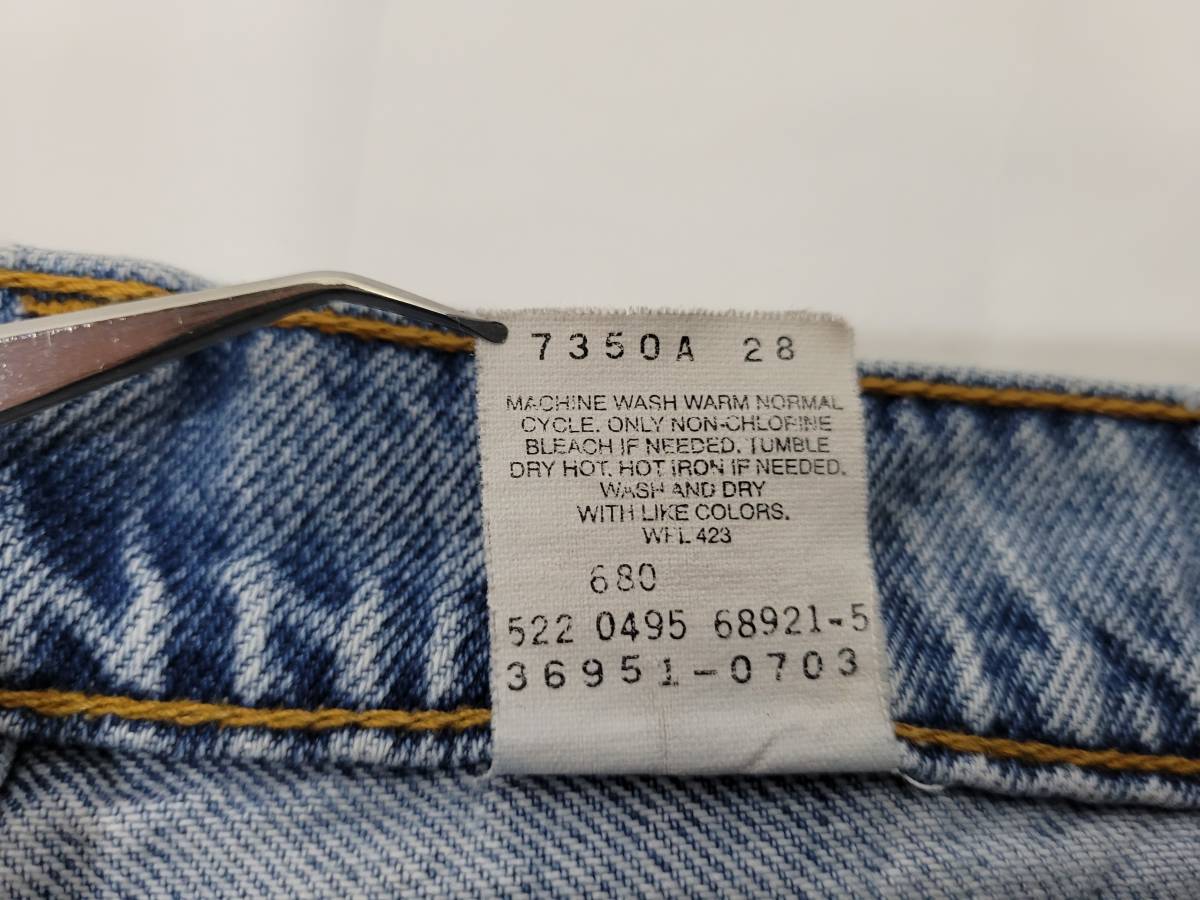 7350A 28
MACHINE WASH WARM NORMAL
CYCLE. ONLY NON-CHLORINE
BLEACH IF NEEDED. TUMBLE
DRY HOT. HOT IRON IF NEEDED.
WASH AND DRY
WITH LIKE COLORS.
WPL 423
680
522 0495 68921-5
36951-0703